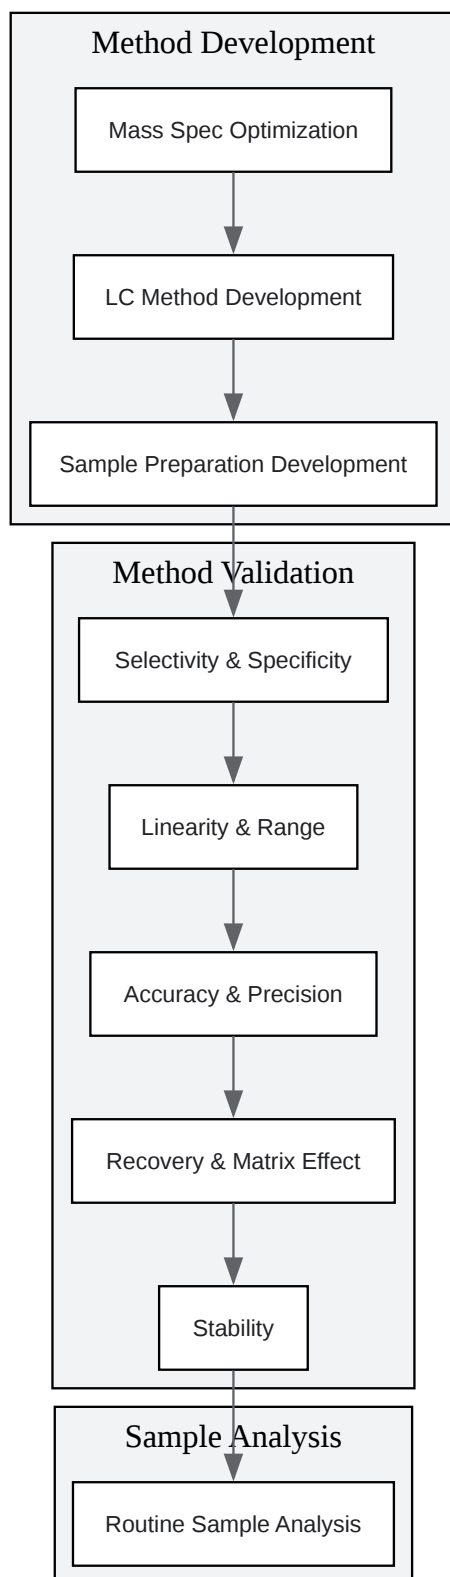 Method Development
Mass Spec Optimization
LC Method Development
Sample Preparation Development
Method Validation
Selectivity & Specificity
Linearity & Range
Accuracy & Precision
Recovery & Matrix Effect
Stability
Sample Analysis
Routine Sample Analysis